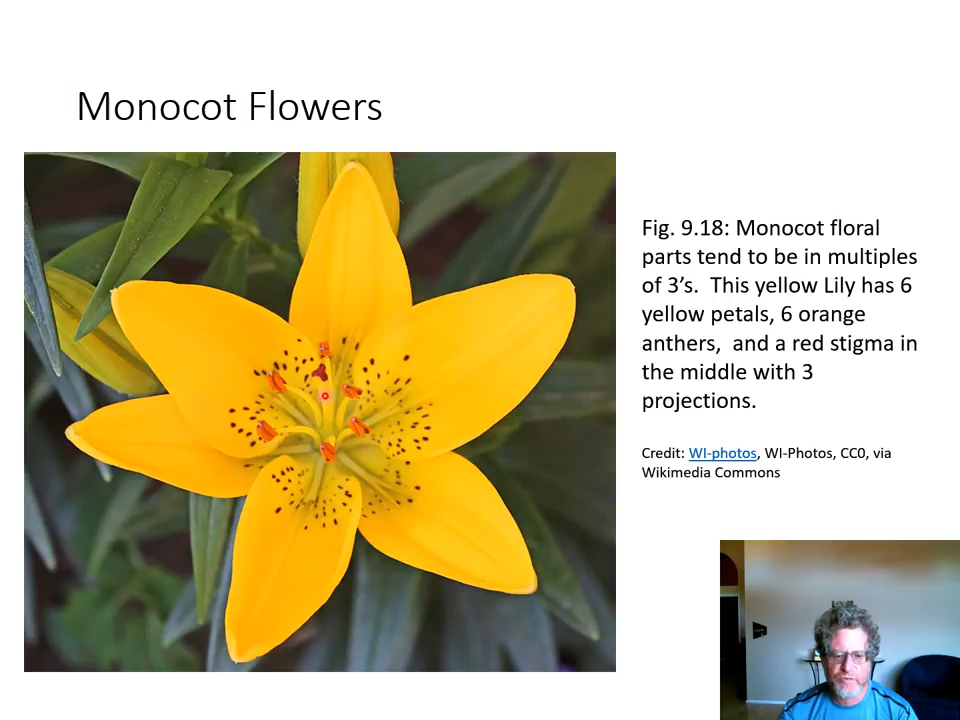 Monocot Flowers
Fig. 9.18: Monocot floral
parts tend to be in multiples
of 3’s.  This yellow Lily has 6
yellow petals, 6 orange
anthers,  and a red stigma in
the middle with 3
projections.
Credit: WI-photos, WI-Photos, CC0, via
Wikimedia Commons